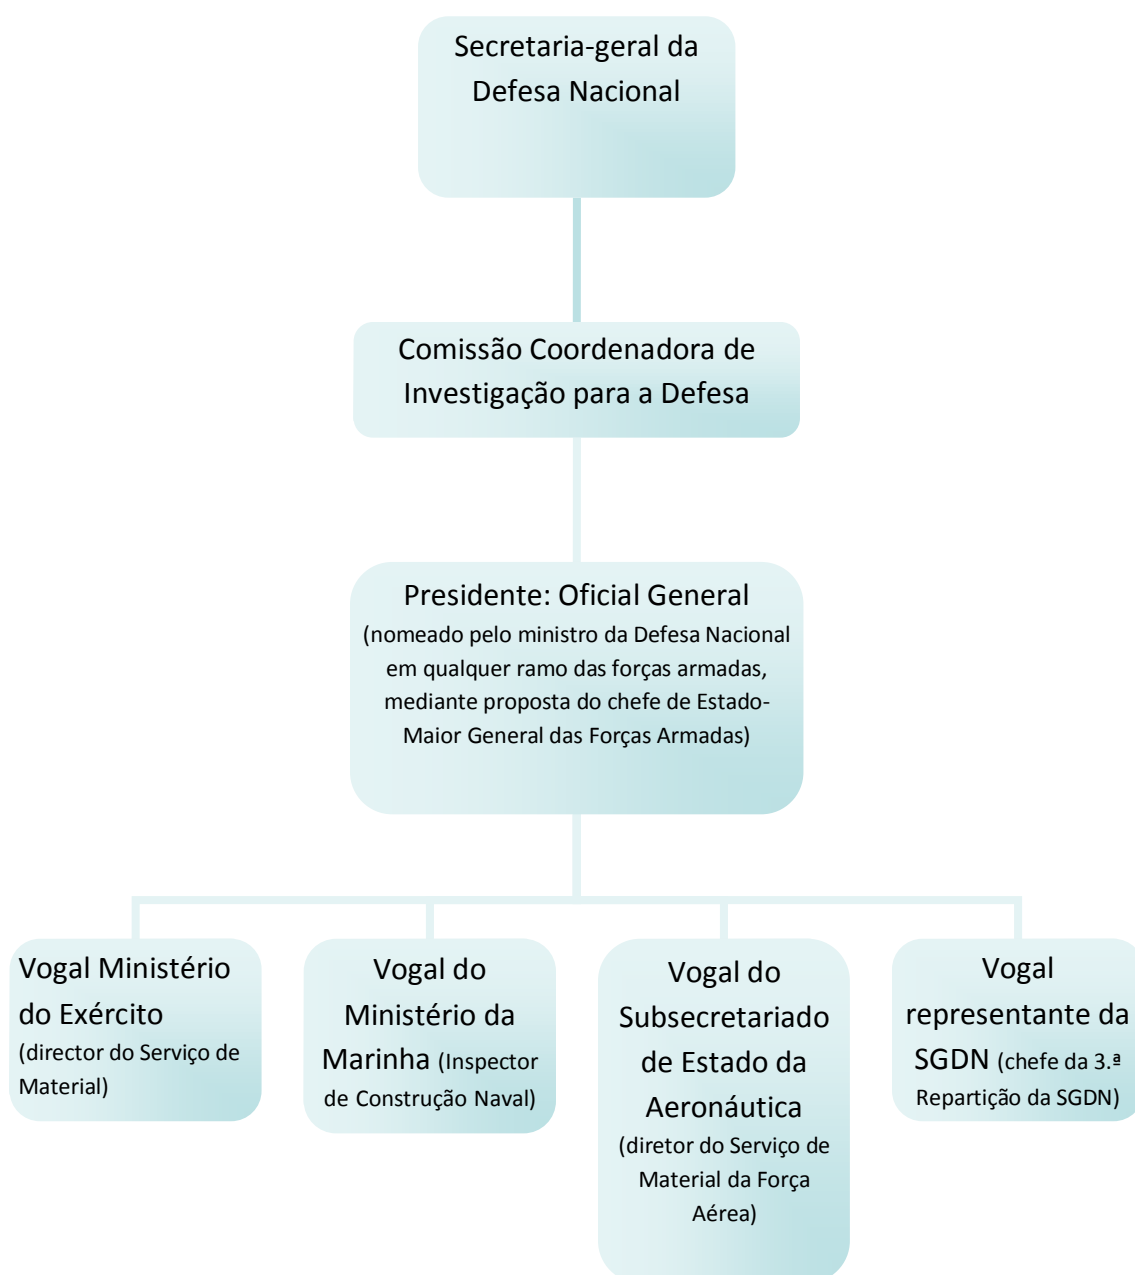 Secretaria-geral da
Defesa Nacional
Comissão Coordenadora de
Investigação para a Defesa
Presidente: Oficial General
(nomeado pelo ministro da Defesa Nacional
em qualquer ramo das forças armadas,
mediante proposta do chefe de Estado-
Maior General das Forças Armadas)
Vogal Ministério
do Exército
(director do Serviço de
Material)
Vogal do
Ministério da
Marinha (Inspector
de Construção Naval)
Vogal do
Subsecretariado
de Estado da
Aeronáutica
(diretor do Serviço de
Material da Força
Aérea)
Vogal
representante da
SGDN (chefe da 3.ª
Repartição da SGDN)